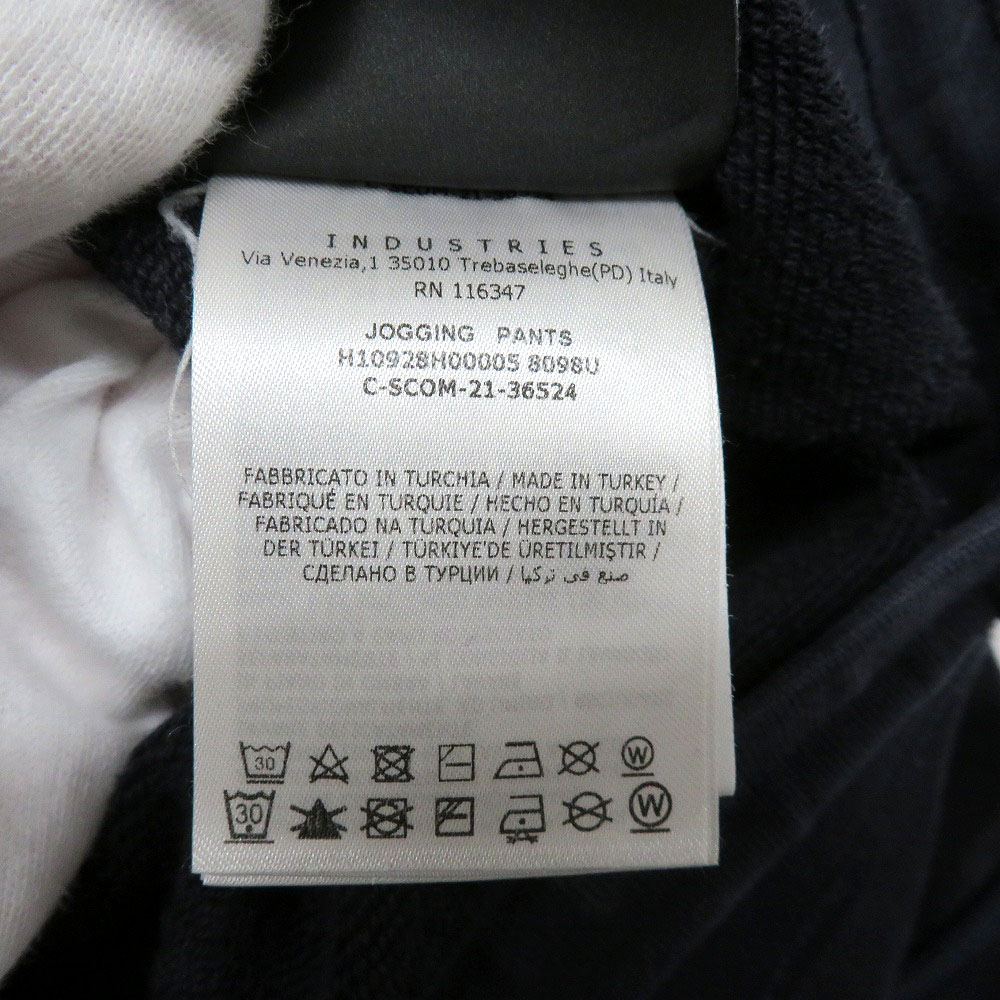 INDUSTRIES
Via Venezia,1 35010 Trebaseleghe(PD) Italy
RN 116347
JOGGING PANTS
H10928H00005 8098U
C-SCOM-21-36524
FABBRICATO IN TURCHIA / MADE IN TURKEY /
FABRIQUÉ EN TURQUIE / HECHO EN TURQUÍA /
FABRICADO NA TURQUIA / HERGESTELLT IN
DER TÜRKEI / TÜRKIYE'DE ÜRETILMIŞTIR /
СДЕЛАНО В ТУРЦИИ / صنع في تركيا
30 W
30 W